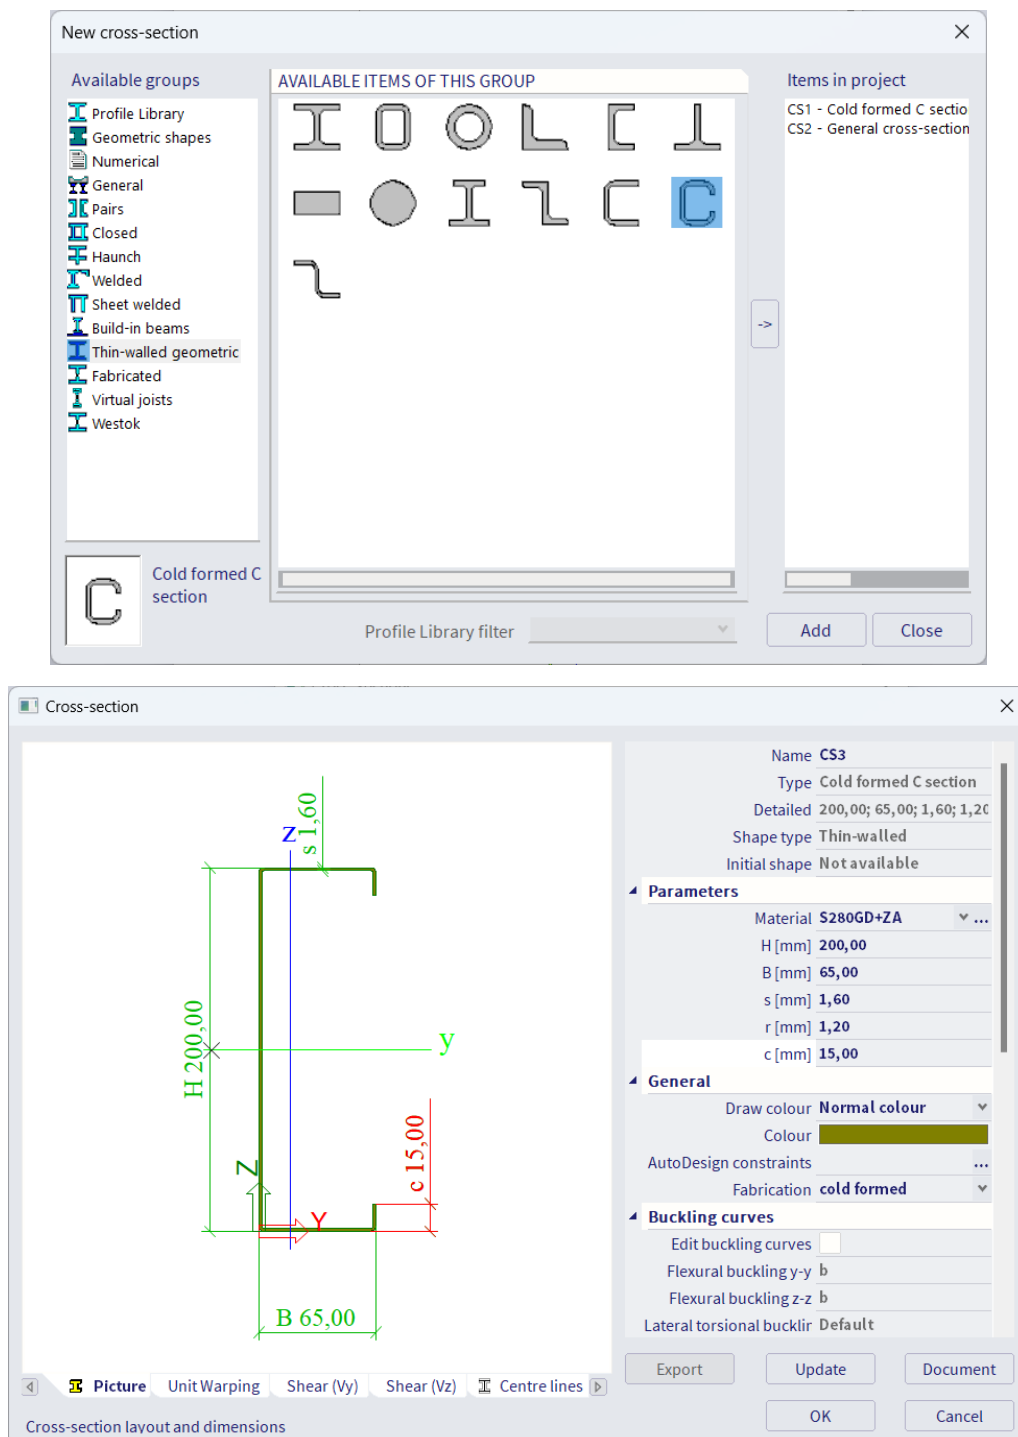 New cross-section
Available groups
AVAILABLE ITEMS OF THIS GROUP
Items in project
Profile Library
Geometric shapes
Numerical
General
Pairs
Closed
Haunch
Welded
Sheet welded
Build-in beams
Thin-walled geometric
Fabricated
Virtual joists
Westok
CS1 - Cold formed C sectio
CS2 - General cross-section
->
Cold formed C
section
Profile Library filter
Add
Close
Cross-section
s 1,60
z
H 200,00
y
c 15,00
Z
Y
B 65,00
Name CS3
Type Cold formed C section
Detailed 200,00; 65,00; 1,60; 1,20
Shape type Thin-walled
Initial shape Not available
Parameters
Material S280GD+ZA ...
H [mm] 200,00
B [mm] 65,00
s [mm] 1,60
r [mm] 1,20
c [mm] 15,00
General
Draw colour Normal colour
Colour
AutoDesign constraints ...
Fabrication cold formed
Buckling curves
Edit buckling curves
Flexural buckling y-y b
Flexural buckling z-z b
Lateral torsional bucklir Default
Picture Unit Warping Shear (Vy) Shear (Vz) Centre lines
Export Update Document
Cross-section layout and dimensions
OK Cancel